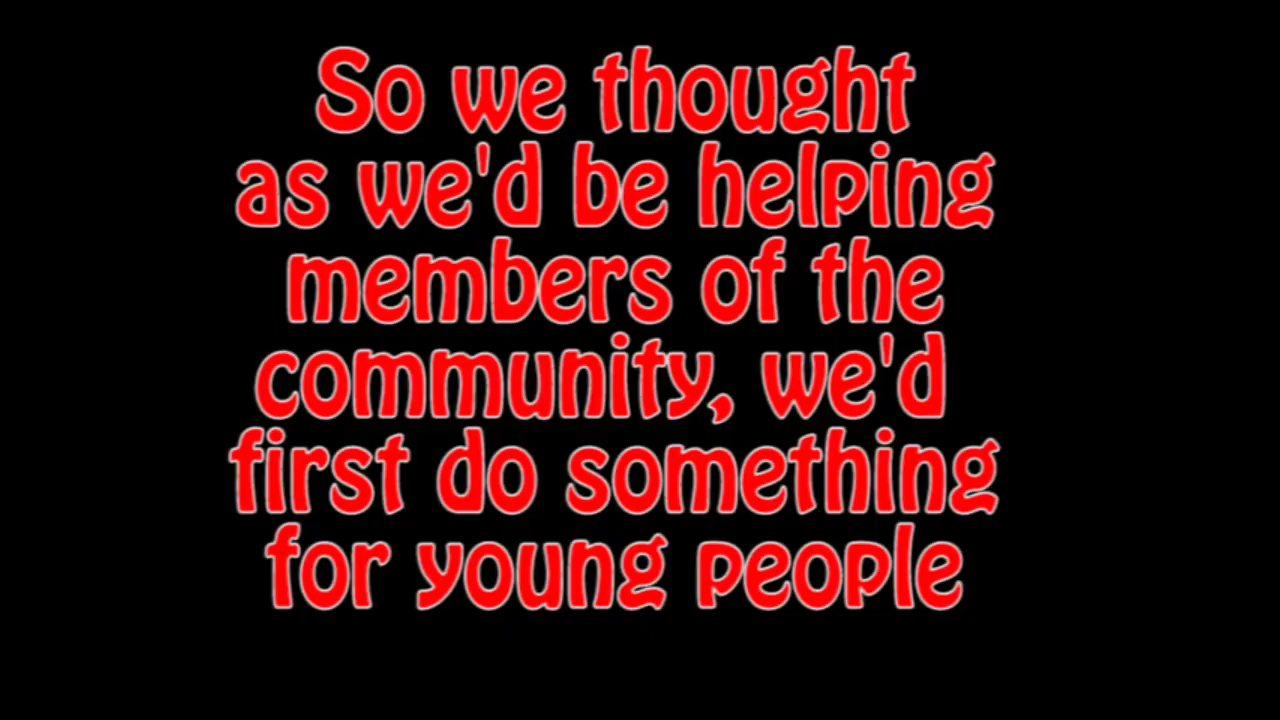 So we thought
as we'd be helping
members of the
community, we'd
first do something
for young people